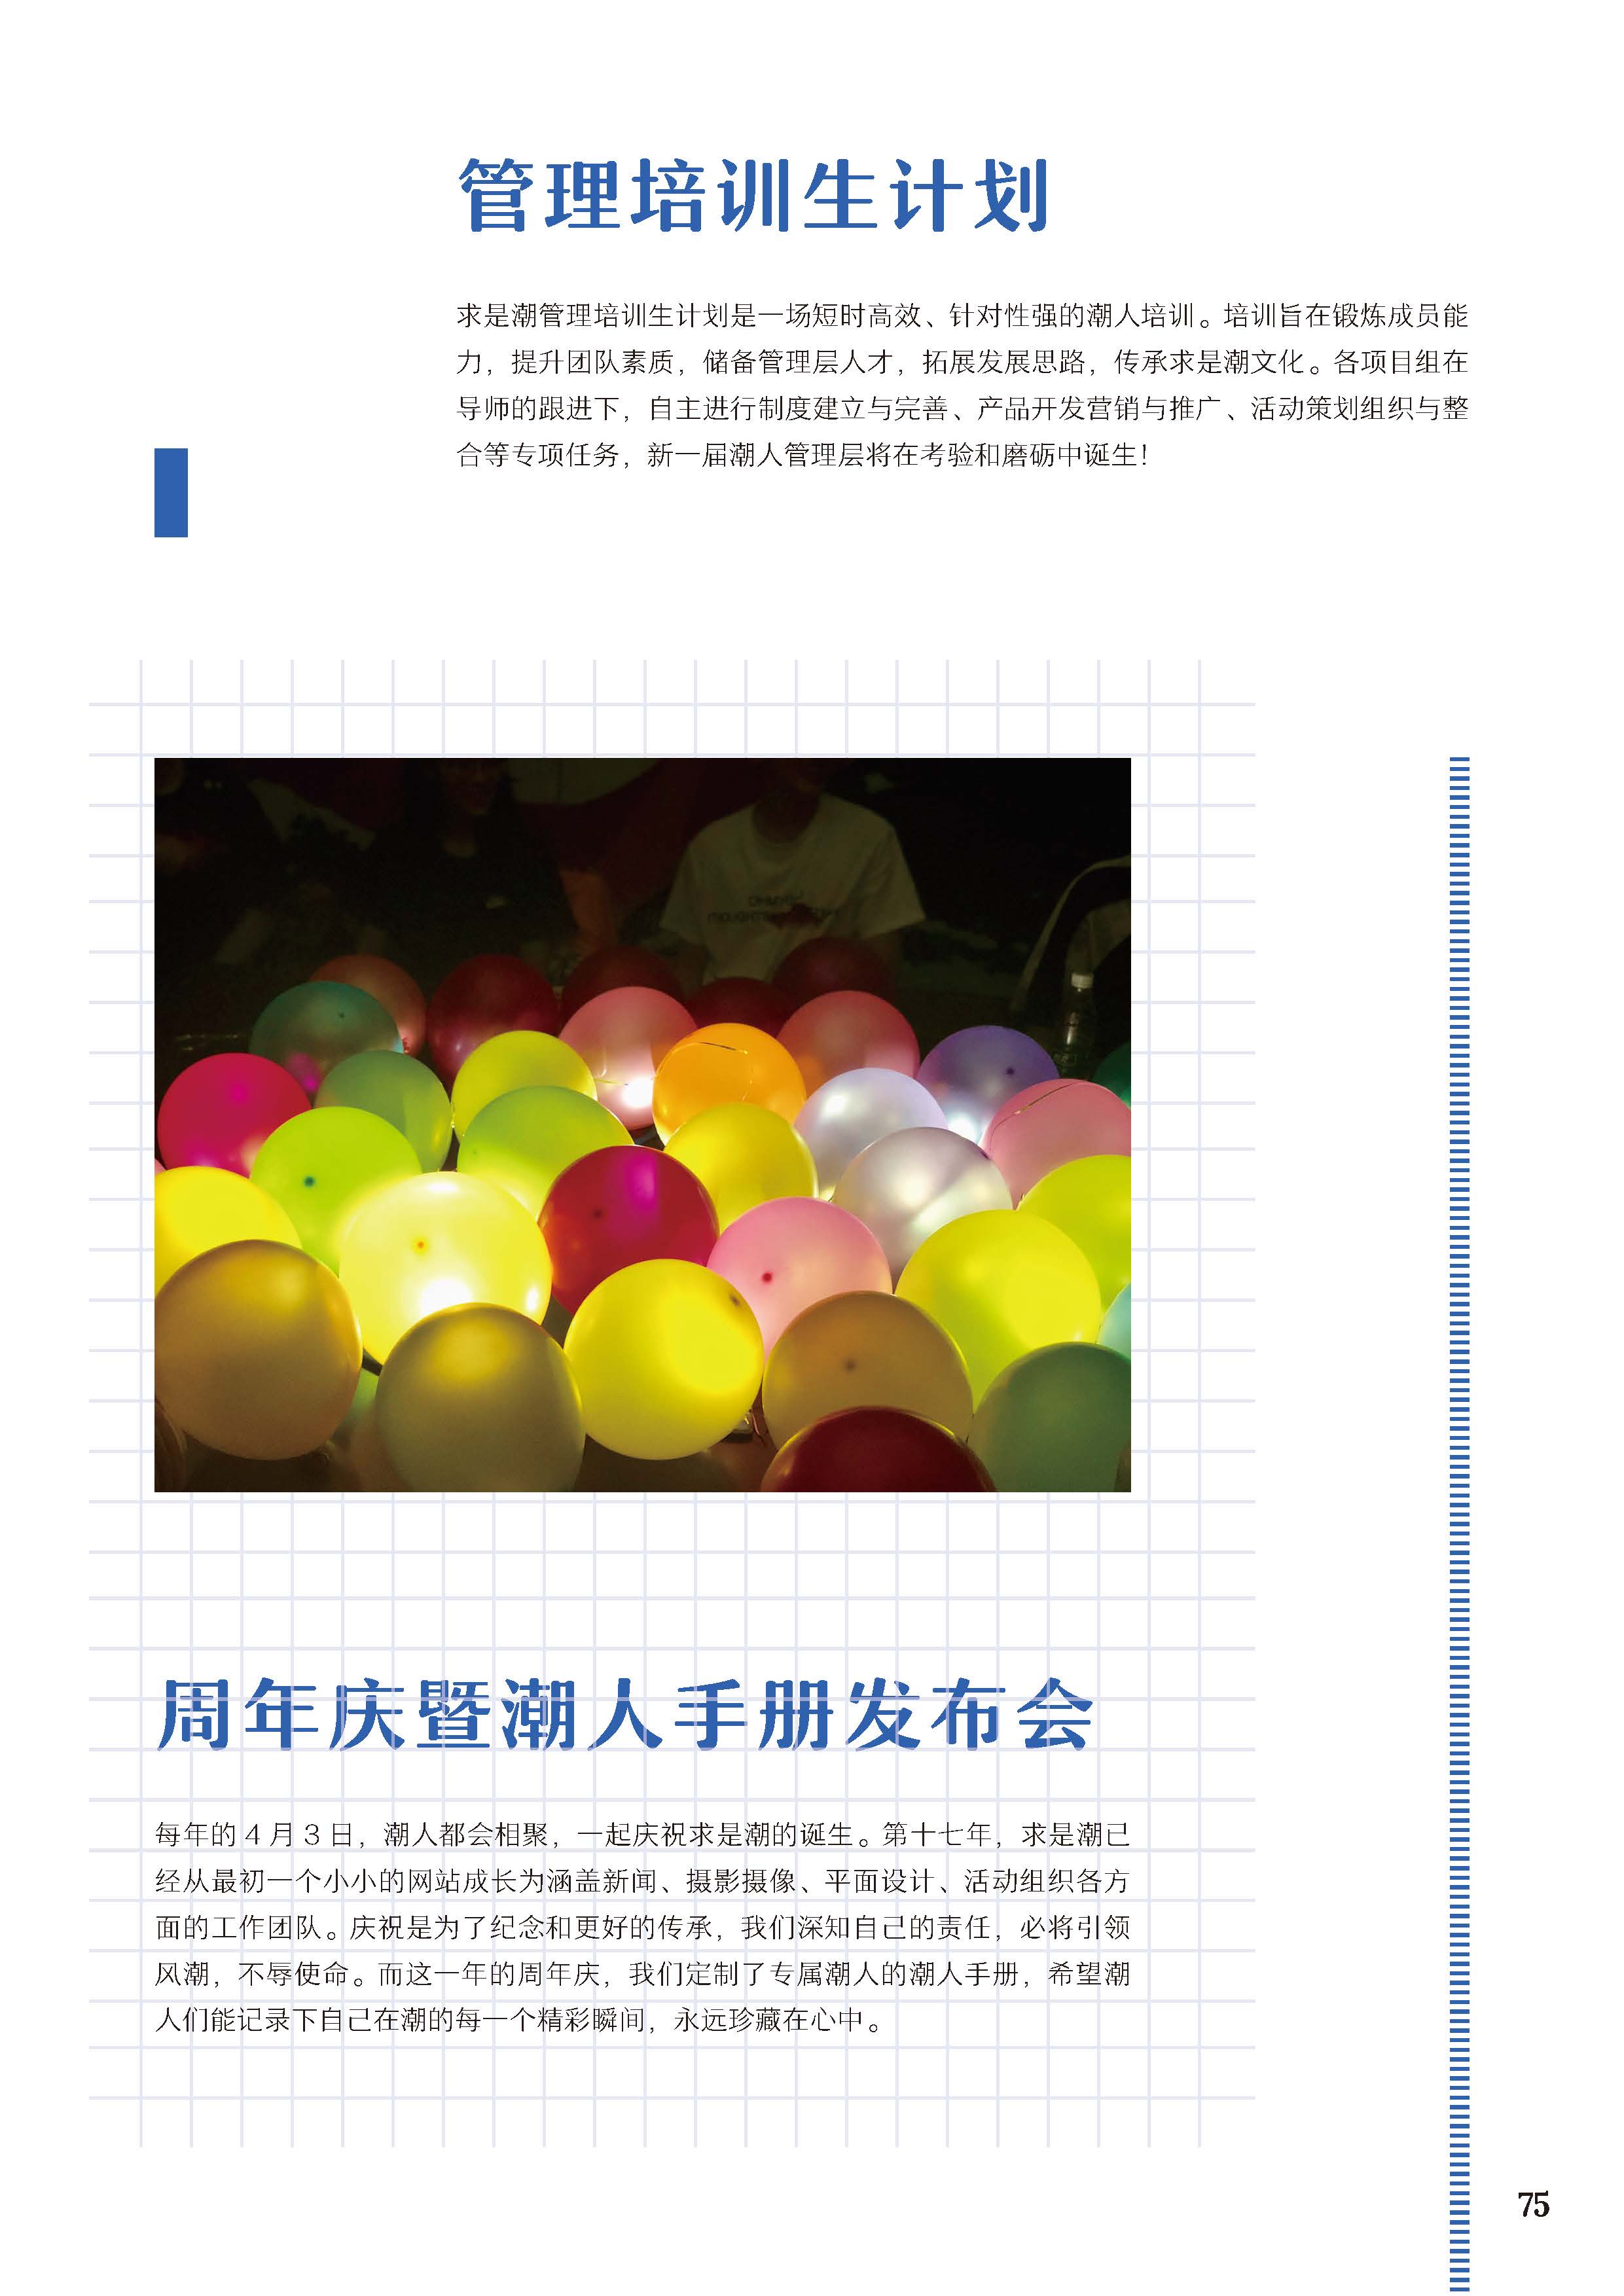 管理培训生计划
求是潮管理培训生计划是一场短时高效、针对性强的潮人培训。培训旨在锻炼成员能
力，提升团队素质，储备管理层人才，拓展发展思路，传承求是潮文化。各项目组在
导师的跟进下，自主进行制度建立与完善、产品开发营销与推广、活动策划组织与整
合等专项任务，新一届潮人管理层将在考验和磨砺中诞生！
周年庆暨潮人手册发布会
每年的 4 月 3 日，潮人都会相聚，一起庆祝求是潮的诞生。第十七年，求是潮已
经从最初一个小小的网站成长为涵盖新闻、摄影摄像、平面设计、活动组织各方
面的工作团队。庆祝是为了纪念和更好的传承，我们深知自己的责任，必将引领
风潮，不辱使命。而这一年的周年庆，我们定制了专属潮人的潮人手册，希望潮
人们能记录下自己在潮的每一个精彩瞬间，永远珍藏在心中。
75